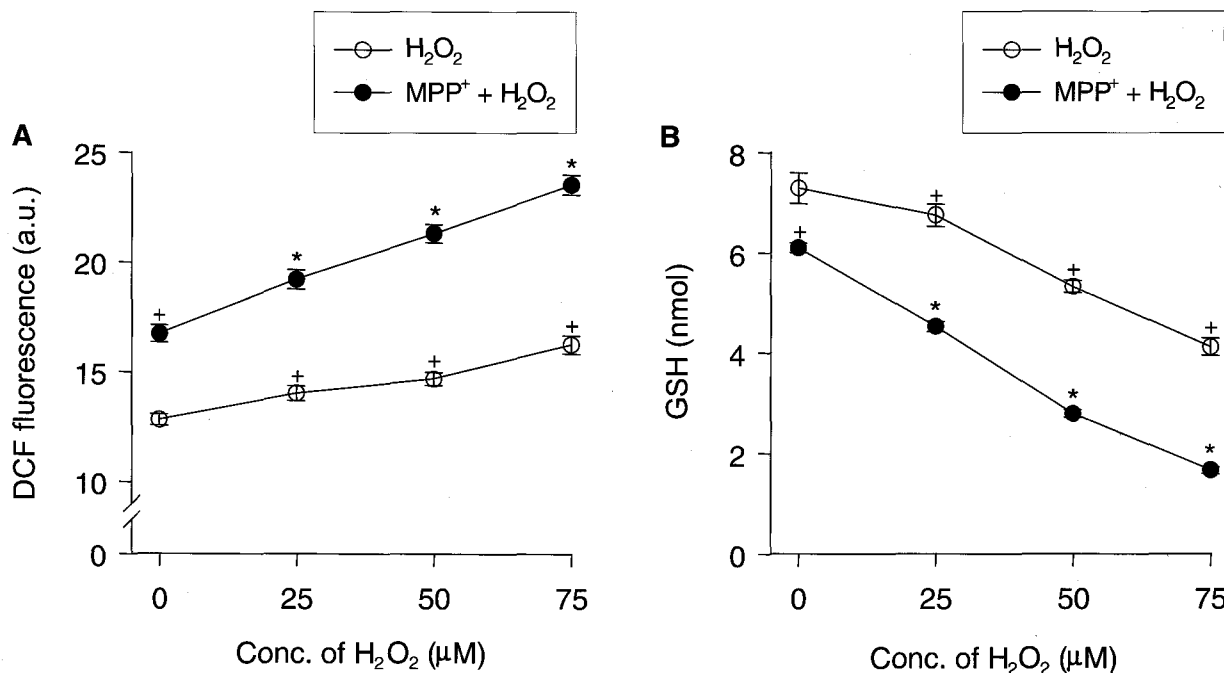 H₂O₂
MPP⁺ + H₂O₂
A
DCF fluorescence (a.u.)
25
20
15
10
0
+
*
*
*
+
+
+
0 25 50 75
Conc. of H₂O₂ (μM)
H₂O₂
MPP⁺ + H₂O₂
B
GSH (nmol)
8
6
4
2
0
+
+
+
+
*
*
*
0 25 50 75
Conc. of H₂O₂ (μM)